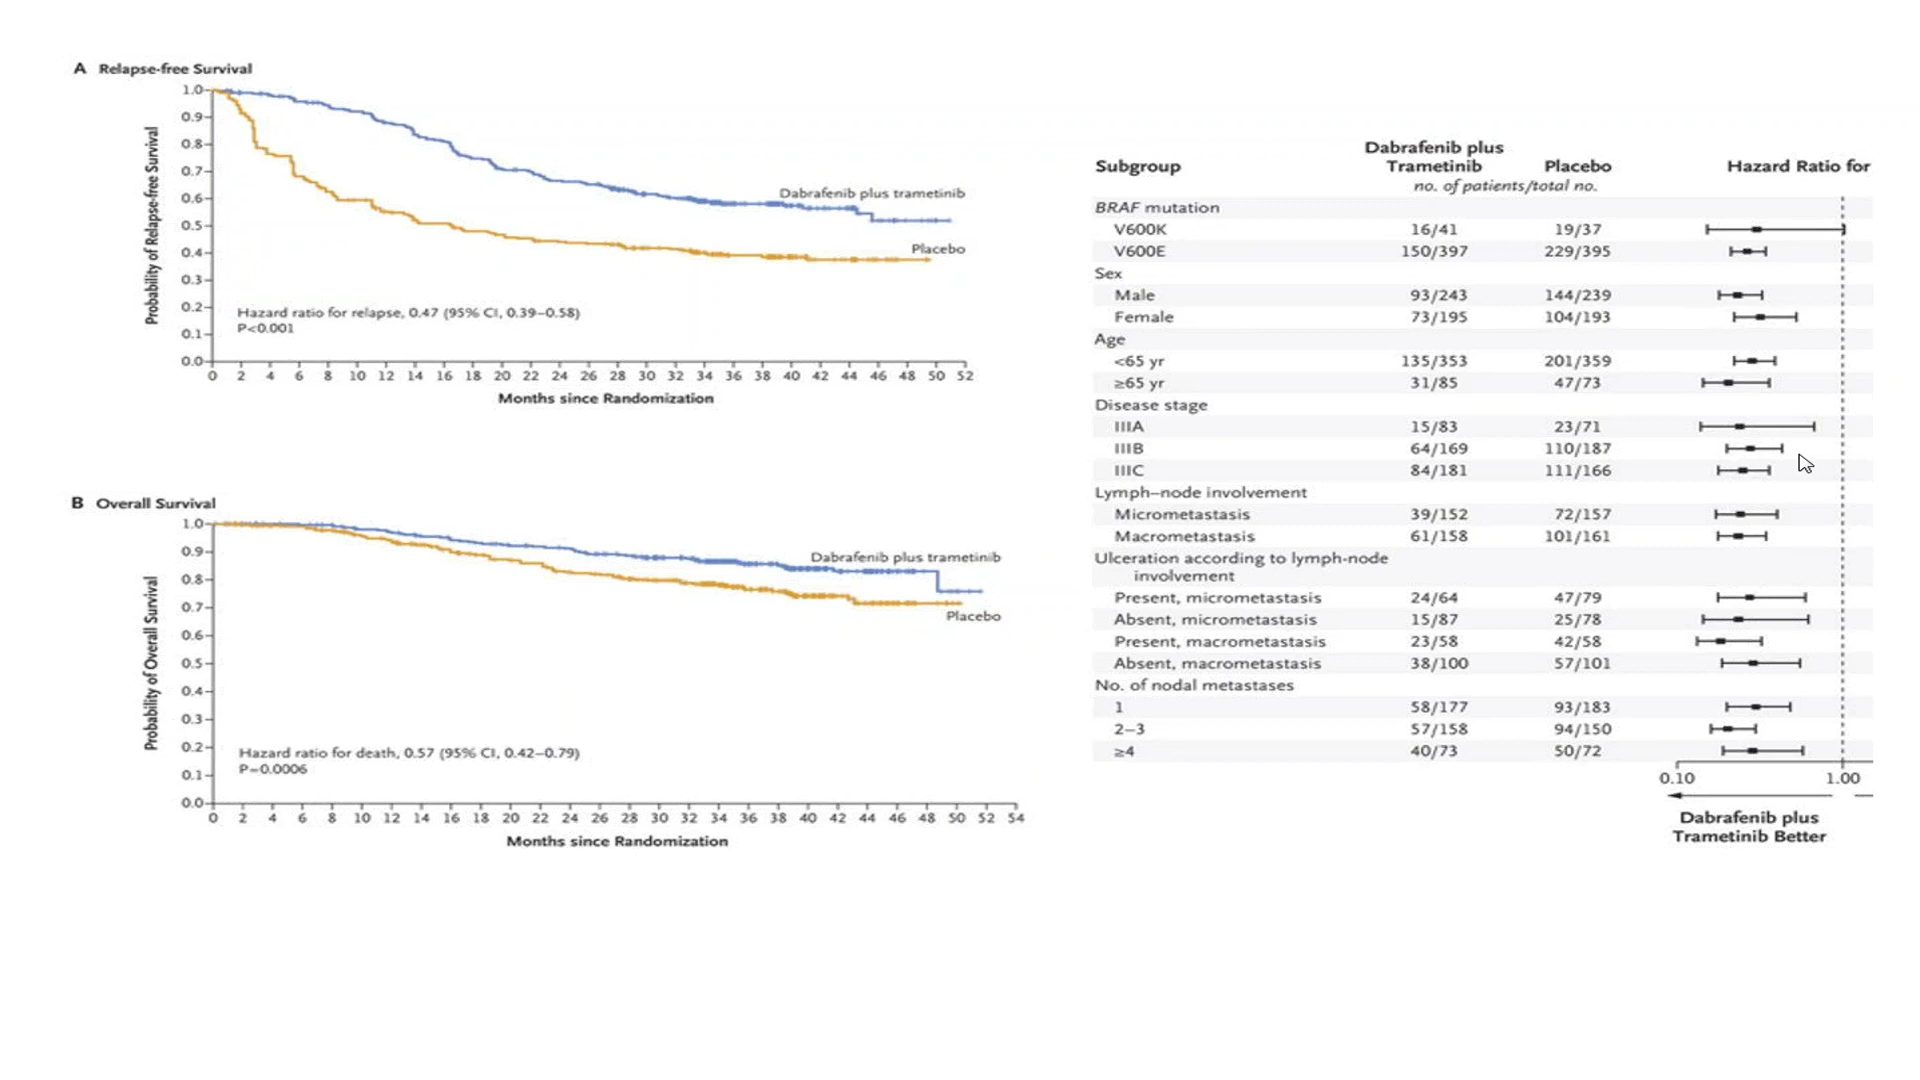 A Relapse-free Survival
Probability of Relapse-free Survival
1.0
0.9
0.8
0.7
0.6
0.5
0.4
0.3
0.2
0.1
0.0
Dabrafenib plus trametinib
Placebo
Hazard ratio for relapse, 0.47 (95% CI, 0.39–0.58)
P<0.001
0 2 4 6 8 10 12 14 16 18 20 22 24 26 28 30 32 34 36 38 40 42 44 46 48 50 52
Months since Randomization
B Overall Survival
Probability of Overall Survival
1.0
0.9
0.8
0.7
0.6
0.5
0.4
0.3
0.2
0.1
0.0
Dabrafenib plus trametinib
Placebo
Hazard ratio for death, 0.57 (95% CI, 0.42–0.79)
P=0.0006
0 2 4 6 8 10 12 14 16 18 20 22 24 26 28 30 32 34 36 38 40 42 44 46 48 50 52 54
Months since Randomization
Subgroup Dabrafenib plus Trametinib Placebo Hazard Ratio for
no. of patients/total no.
BRAF mutation
V600K 16/41 19/37
V600E 150/397 229/395
Sex
Male 93/243 144/239
Female 73/195 104/193
Age
<65 yr 135/353 201/359
≥65 yr 31/85 47/73
Disease stage
IIIA 15/83 23/71
IIIB 64/169 110/187
IIIC 84/181 111/166
Lymph–node involvement
Micrometastasis 39/152 72/157
Macrometastasis 61/158 101/161
Ulceration according to lymph-node
involvement
Present, micrometastasis 24/64 47/79
Absent, micrometastasis 15/87 25/78
Present, macrometastasis 23/58 42/58
Absent, macrometastasis 38/100 57/101
No. of nodal metastases
1 58/177 93/183
2–3 57/158 94/150
≥4 40/73 50/72
0.10 1.00
Dabrafenib plus
Trametinib Better